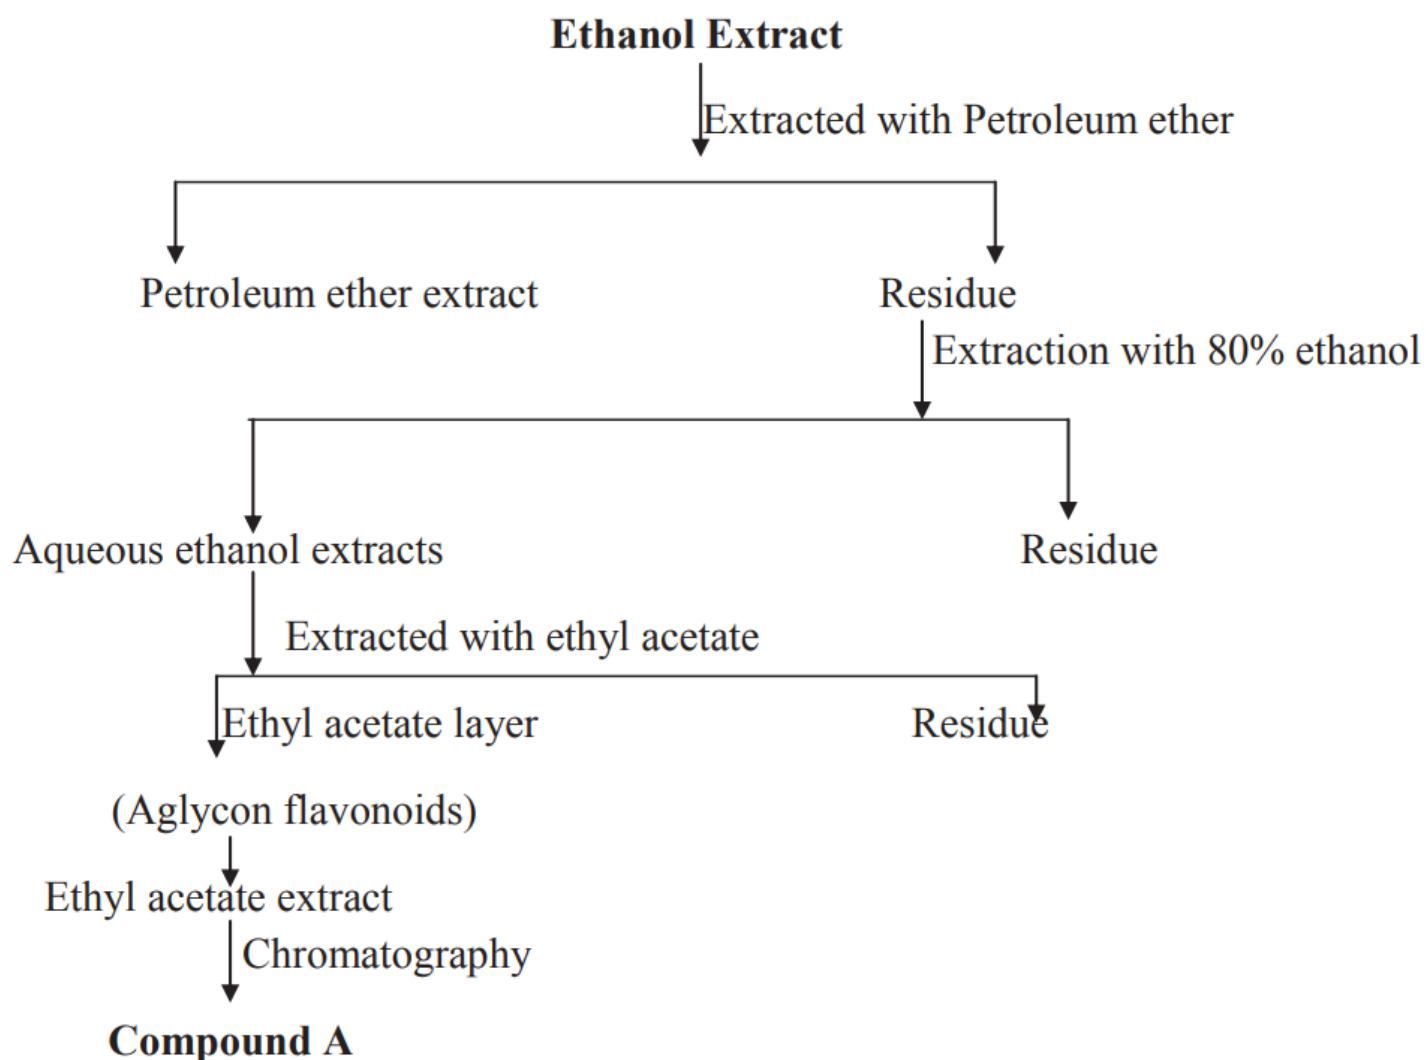 Ethanol Extract
Extracted with Petroleum ether
Petroleum ether extract
Residue
Extraction with 80% ethanol
Aqueous ethanol extracts
Residue
Extracted with ethyl acetate
Ethyl acetate layer
Residue
(Aglycon flavonoids)
Ethyl acetate extract
Chromatography
Compound A